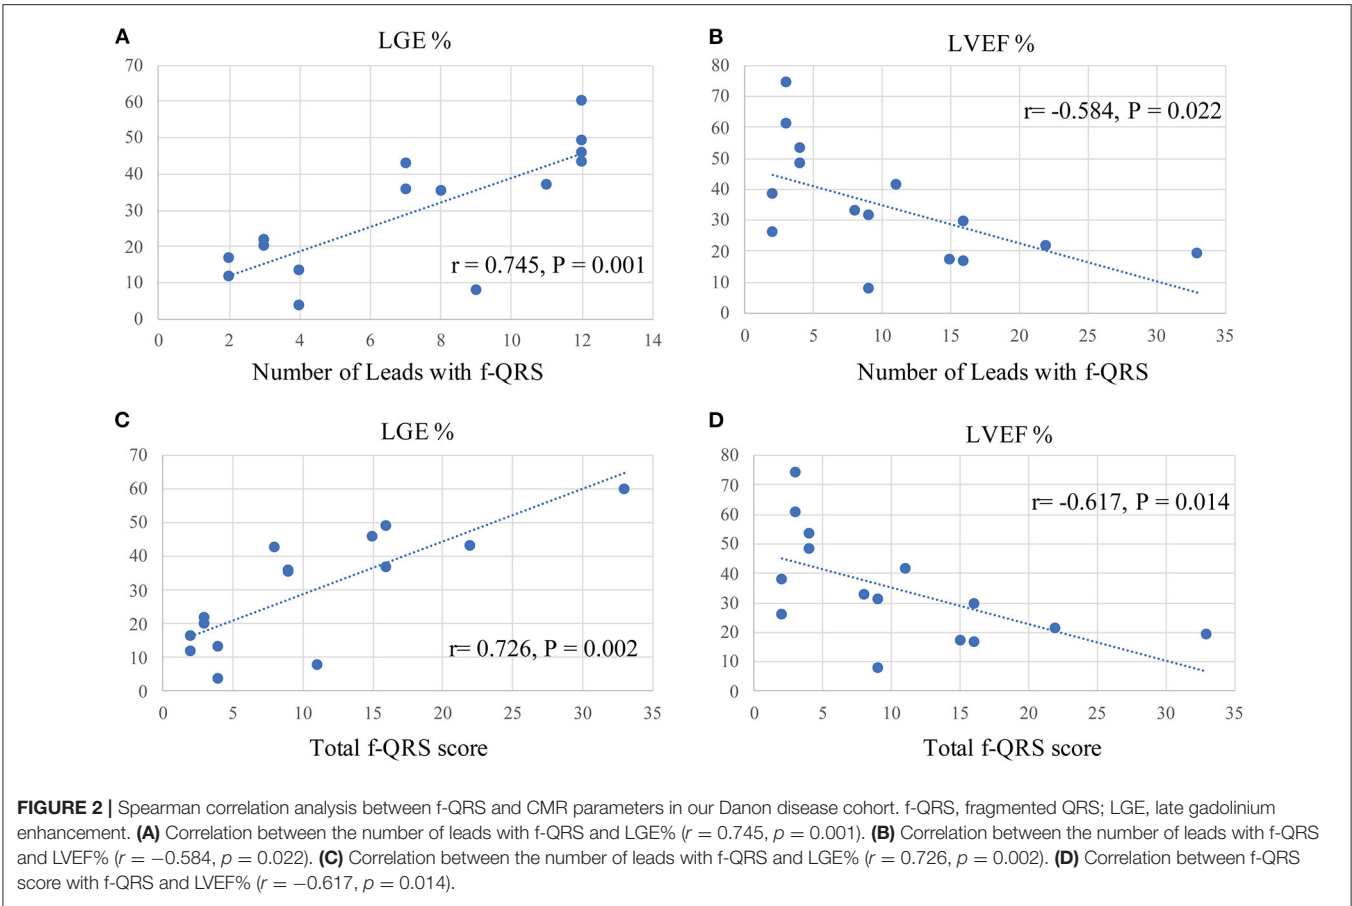 A
LGE %
70
60
50
40
30
20
10
0
r = 0.745, P = 0.001
0 2 4 6 8 10 12 14
Number of Leads with f-QRS
B
LVEF %
80
70
60
50
40
30
20
10
0
r= -0.584, P = 0.022
0 5 10 15 20 25 30 35
Number of Leads with f-QRS
C
LGE %
70
60
50
40
30
20
10
0
r= 0.726, P = 0.002
0 5 10 15 20 25 30 35
Total f-QRS score
D
LVEF %
80
70
60
50
40
30
20
10
0
r= -0.617, P = 0.014
0 5 10 15 20 25 30 35
Total f-QRS score
FIGURE 2 | Spearman correlation analysis between f-QRS and CMR parameters in our Danon disease cohort. f-QRS, fragmented QRS; LGE, late gadolinium
enhancement. (A) Correlation between the number of leads with f-QRS and LGE% (r = 0.745, p = 0.001). (B) Correlation between the number of leads with f-QRS
and LVEF% (r = −0.584, p = 0.022). (C) Correlation between the number of leads with f-QRS and LGE% (r = 0.726, p = 0.002). (D) Correlation between f-QRS
score with f-QRS and LVEF% (r = −0.617, p = 0.014).